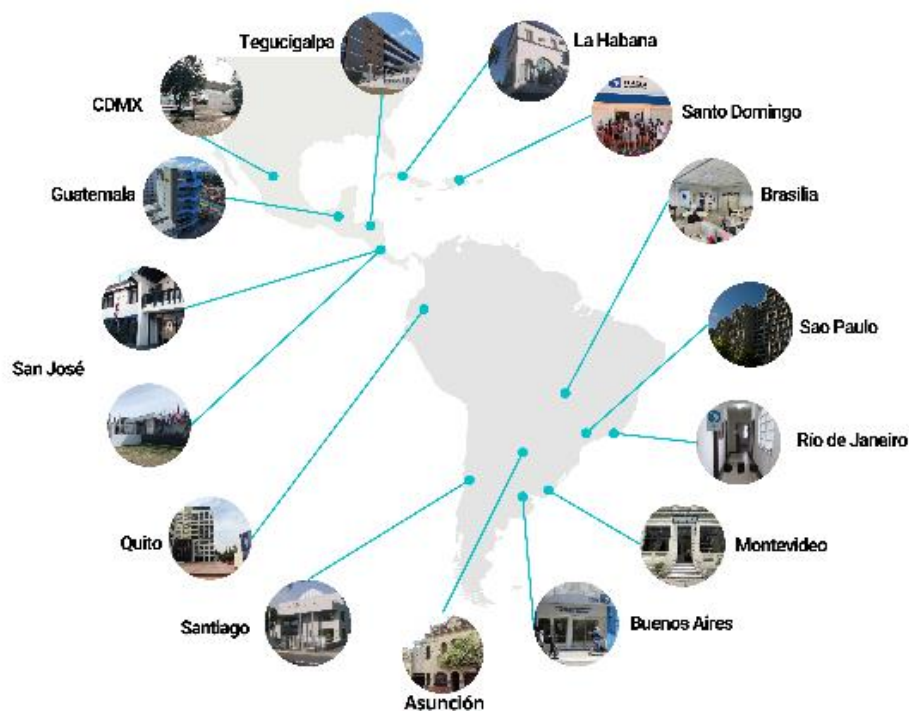 Tegucigalpa
La Habana
CDMX
Santo Domingo
Guatemala
Brasilia
Sao Paulo
San José
Río de Janeiro
Quito
Montevideo
Santiago
Buenos Aires
Asunción